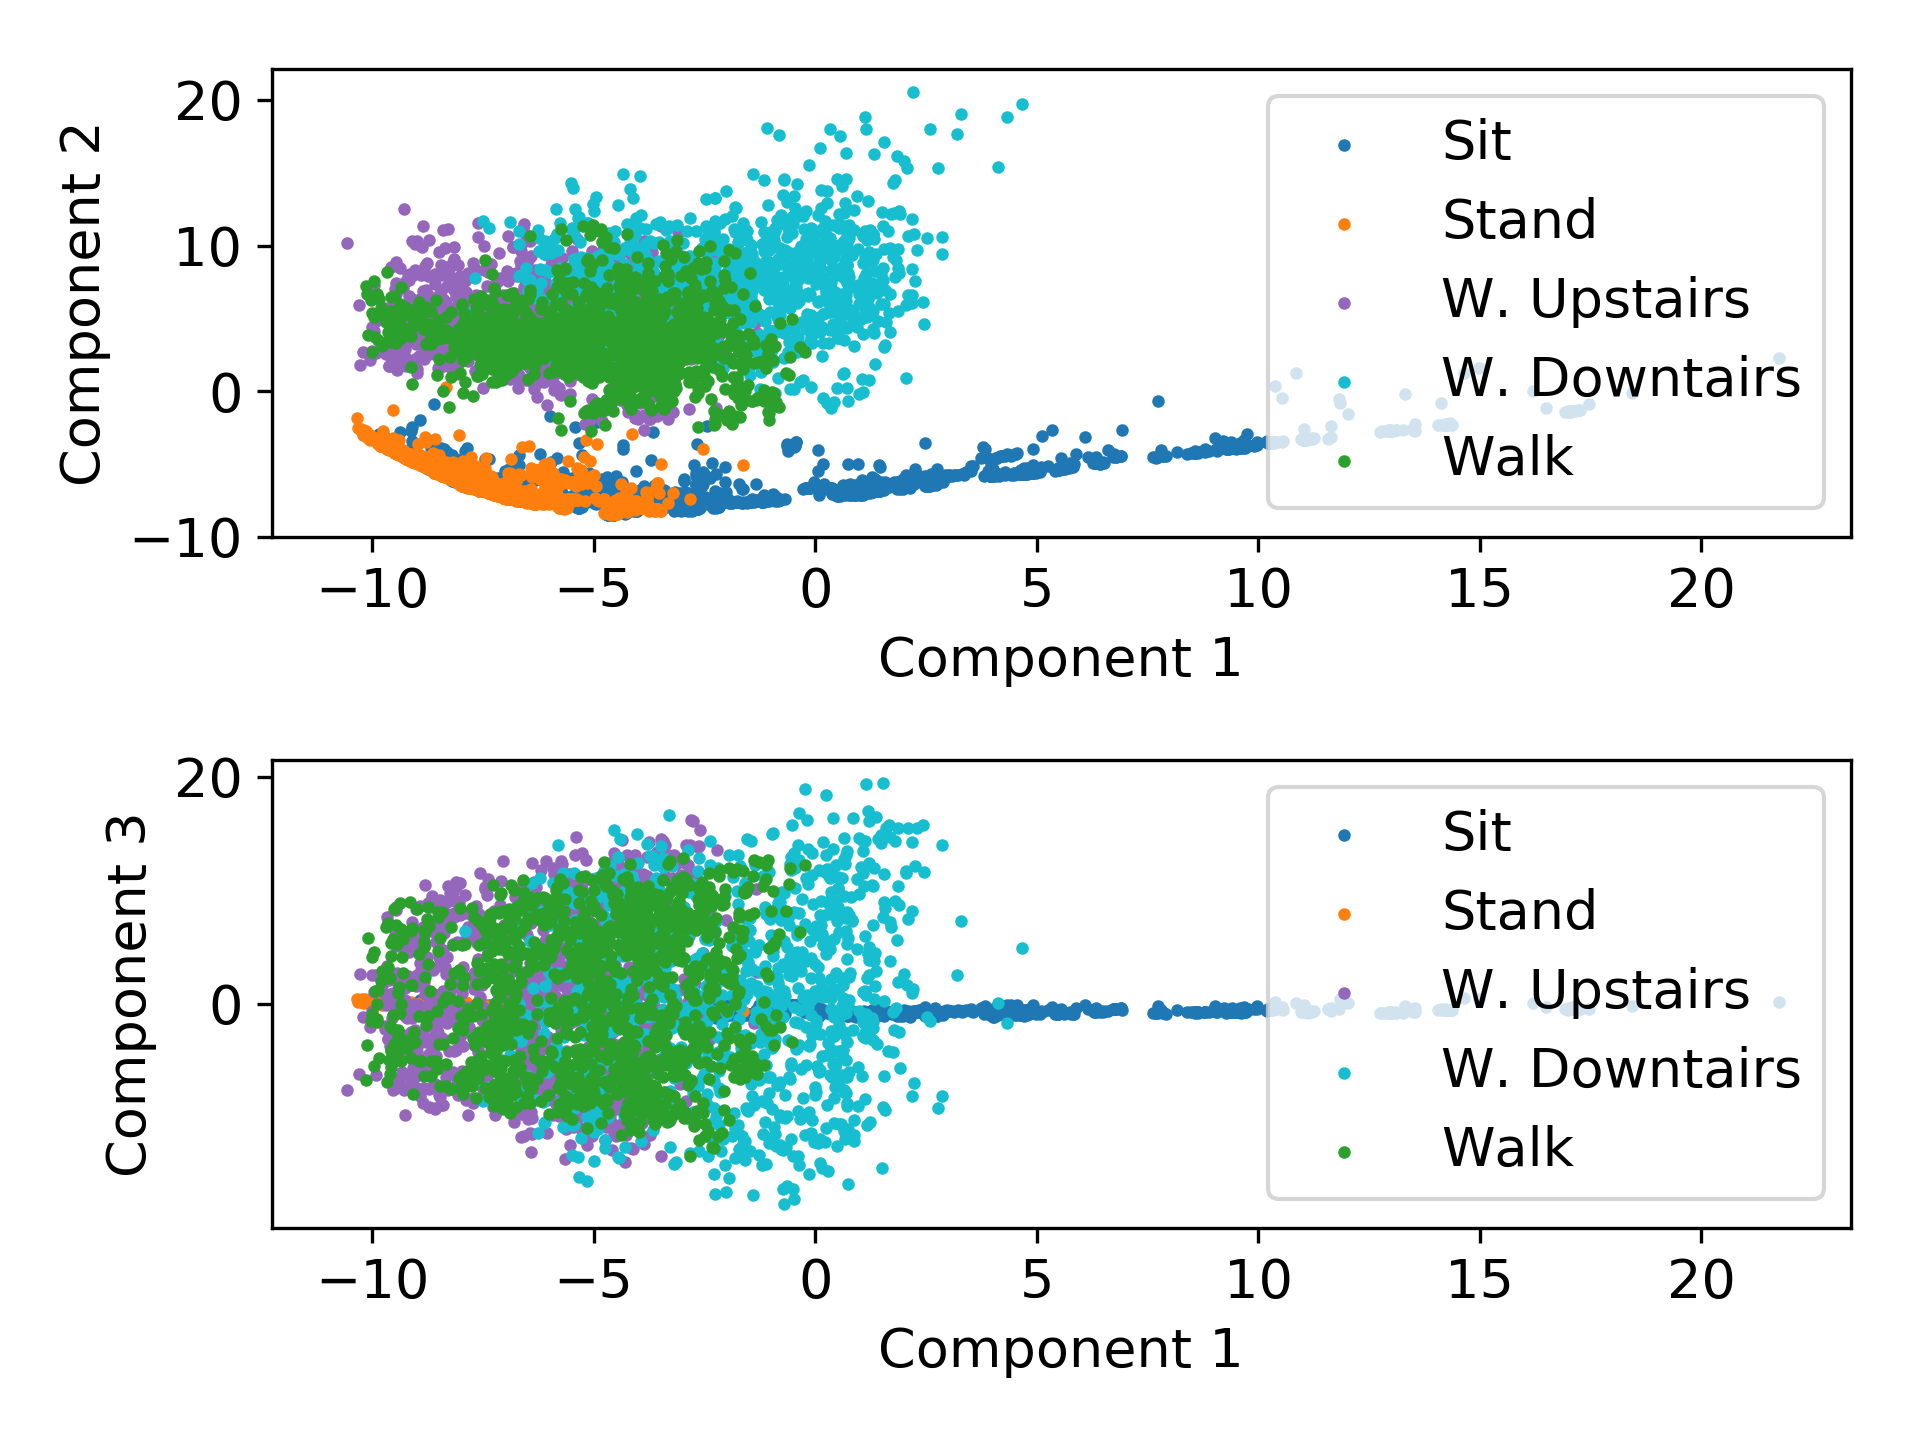 20
10
0
−10
Component 2
−10 −5 0 5 10 15 20
Component 1
Sit
Stand
W. Upstairs
W. Downtairs
Walk
20
0
Component 3
−10 −5 0 5 10 15 20
Component 1
Sit
Stand
W. Upstairs
W. Downtairs
Walk